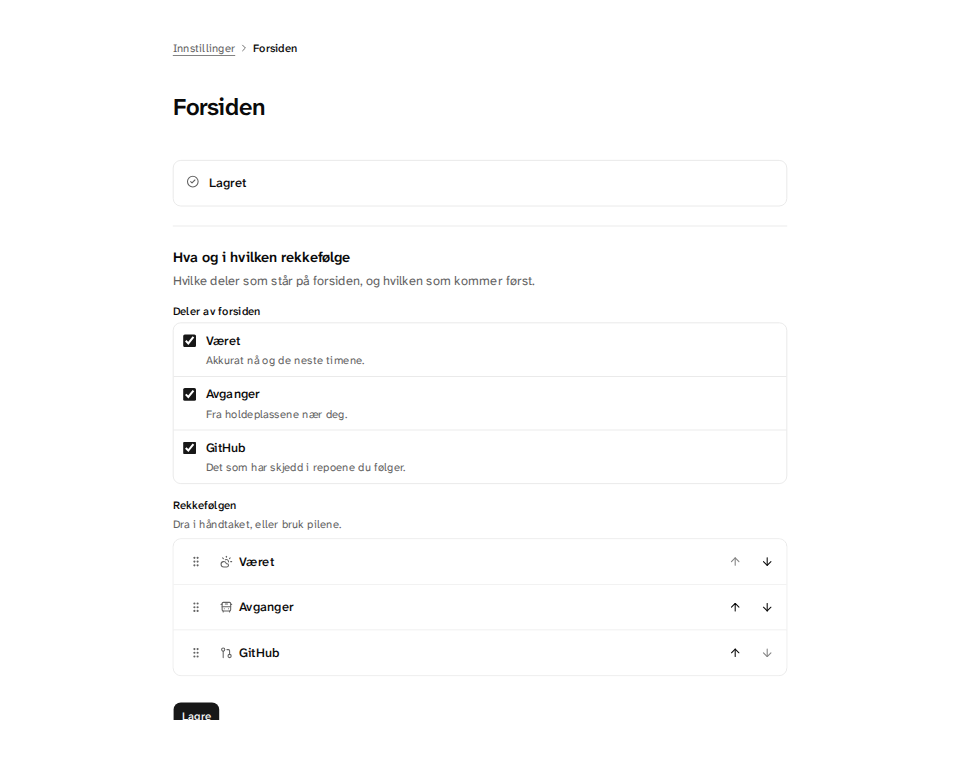 Innstillinger > Forsiden
Forsiden
Lagret
Hva og i hvilken rekkefølge
Hvilke deler som står på forsiden, og hvilken som kommer først.
Deler av forsiden
Været
Akkurat nå og de neste timene.
Avganger
Fra holdeplassene nær deg.
GitHub
Det som har skjedd i repoene du følger.
Rekkefølgen
Dra i håndtaket, eller bruk pilene.
Været
Avganger
GitHub
Lagre